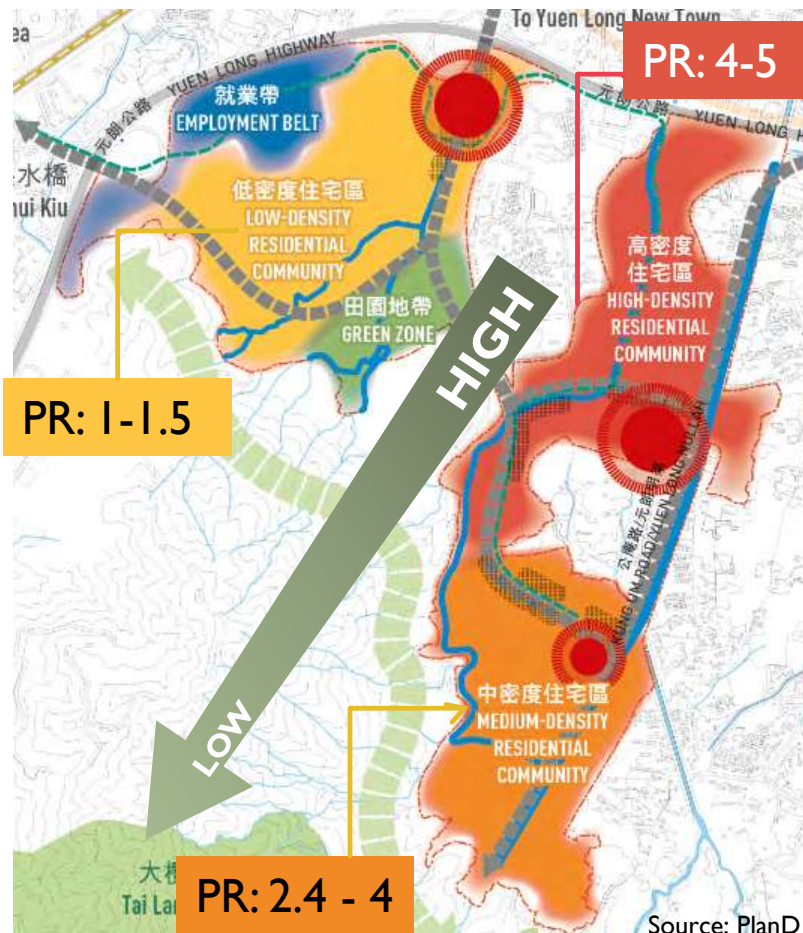 ea
To Yuen Long New Town
PR: 4-5
元朗公路 YUEN LONG HIGHWAY
就業帶
EMPLOYMENT BELT
元朗公路
YUEN LONG H
水橋
hui Kiu
低密度住宅區
LOW-DENSITY
RESIDENTIAL
COMMUNITY
高密度
住宅區
HIGH-DENSITY
RESIDENTIAL
COMMUNITY
田園地帶
GREEN ZONE
HIGH
PR: 1-1.5
公庵路/元朗明渠
KUNG UM ROAD/YUEN LONG NULLAH
LOW
中密度住宅區
MEDIUM-DENSITY
RESIDENTIAL
COMMUNITY
大
Tai La
PR: 2.4 - 4
Source: PlanD